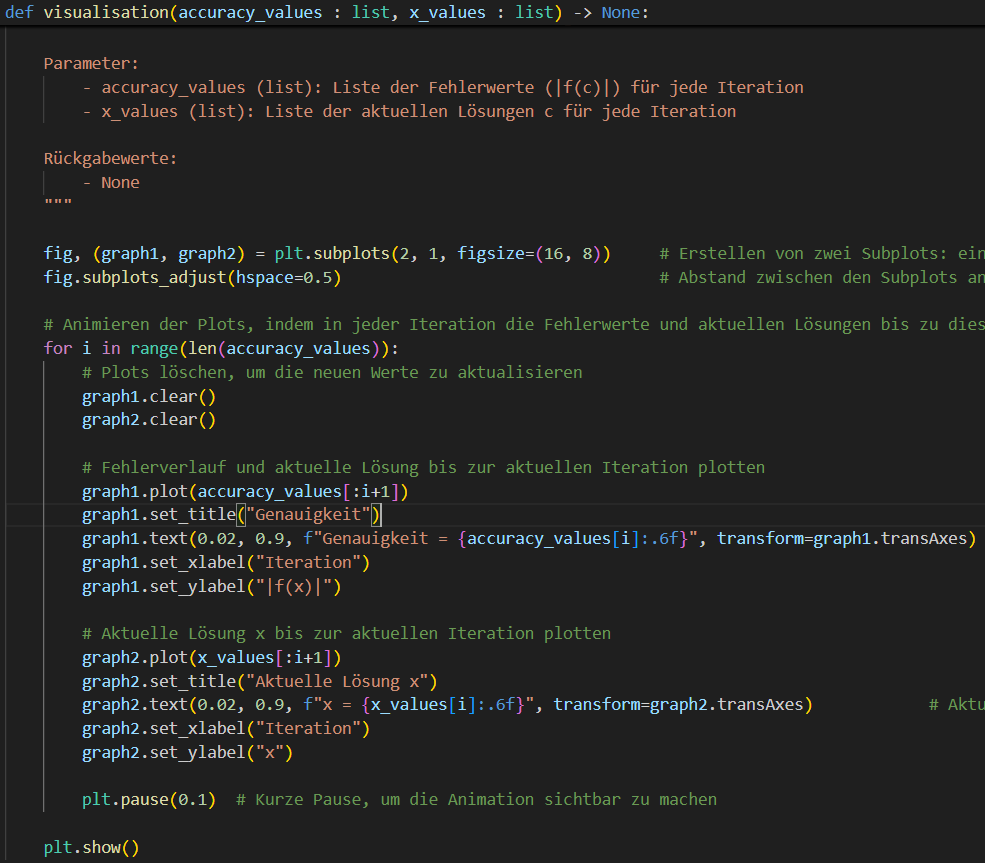 def visualisation(accuracy_values : list, x_values : list) -> None:
Parameter:
- accuracy_values (list): Liste der Fehlerwerte (|f(c)|) für jede Iteration
- x_values (list): Liste der aktuellen Lösungen c für jede Iteration
Rückgabewerte:
- None
"""
fig, (graph1, graph2) = plt.subplots(2, 1, figsize=(16, 8)) # Erstellen von zwei Subplots: ein
fig.subplots_adjust(hspace=0.5) # Abstand zwischen den Subplots an
# Animieren der Plots, indem in jeder Iteration die Fehlerwerte und aktuellen Lösungen bis zu dies
for i in range(len(accuracy_values)):
# Plots löschen, um die neuen Werte zu aktualisieren
graph1.clear()
graph2.clear()
# Fehlerverlauf und aktuelle Lösung bis zur aktuellen Iteration plotten
graph1.plot(accuracy_values[:i+1])
graph1.set_title("Genauigkeit")
graph1.text(0.02, 0.9, f"Genauigkeit = {accuracy_values[i]:.6f}", transform=graph1.transAxes)
graph1.set_xlabel("Iteration")
graph1.set_ylabel("|f(x)|")
# Aktuelle Lösung x bis zur aktuellen Iteration plotten
graph2.plot(x_values[:i+1])
graph2.set_title("Aktuelle Lösung x")
graph2.text(0.02, 0.9, f"x = {x_values[i]:.6f}", transform=graph2.transAxes) # Aktu
graph2.set_xlabel("Iteration")
graph2.set_ylabel("x")
plt.pause(0.1) # Kurze Pause, um die Animation sichtbar zu machen
plt.show()